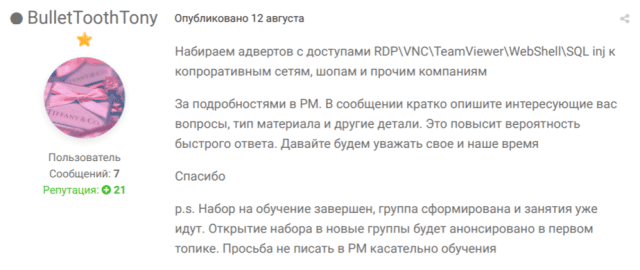 BulletToothTony
Опубликовано 12 августа
Набираем адвертов с доступами RDP\VNC\TeamViewer\WebShell\SQL inj к
копроративным сетям, шопам и прочим компаниям
За подробностями в PM. В сообщении кратко опишите интересующие вас
вопросы, тип материала и другие детали. Это повысит вероятность
быстрого ответа. Давайте будем уважать свое и наше время
Спасибо
p.s. Набор на обучение завершен, группа сформирована и занятия уже
идут. Открытие набора в новые группы будет анонсировано в первом
топике. Просьба не писать в PM касательно обучения
TIFFANY & CO.
Пользователь
Сообщений: 7
Репутация: 21